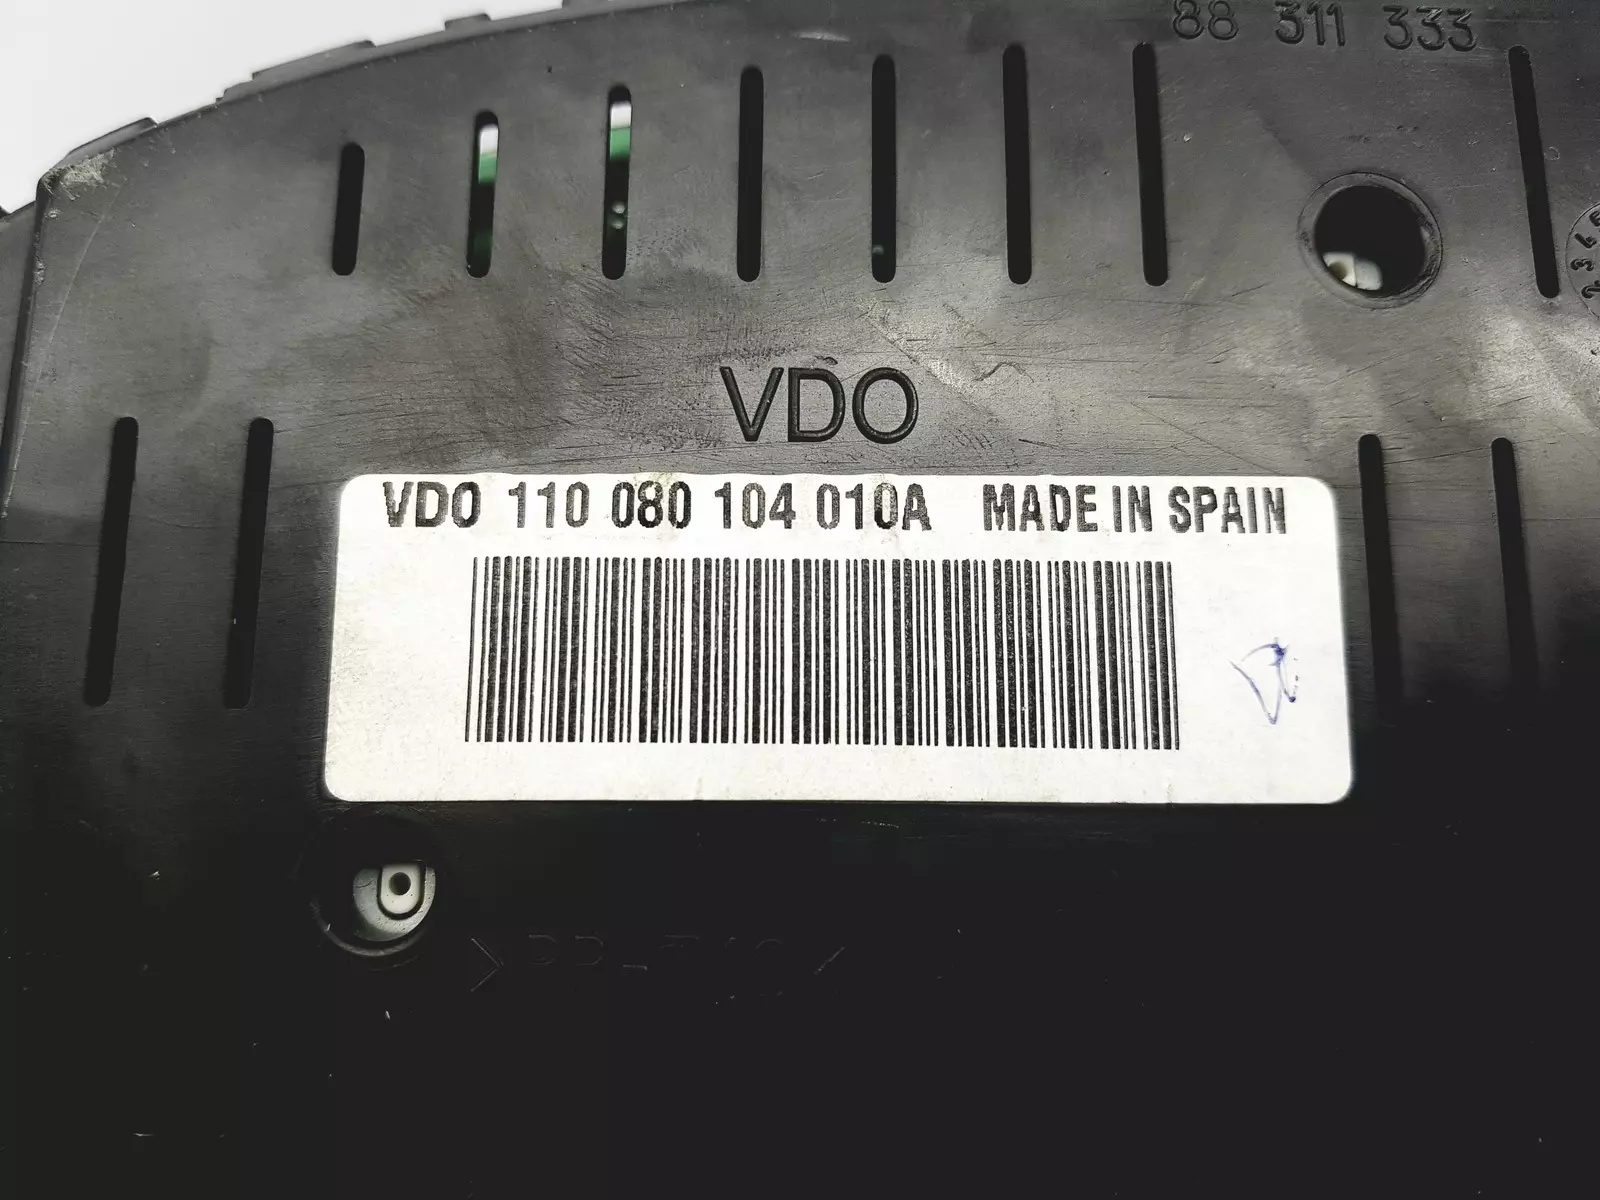 88 311 333
VDO
VDO 110 080 104 010A MADE IN SPAIN